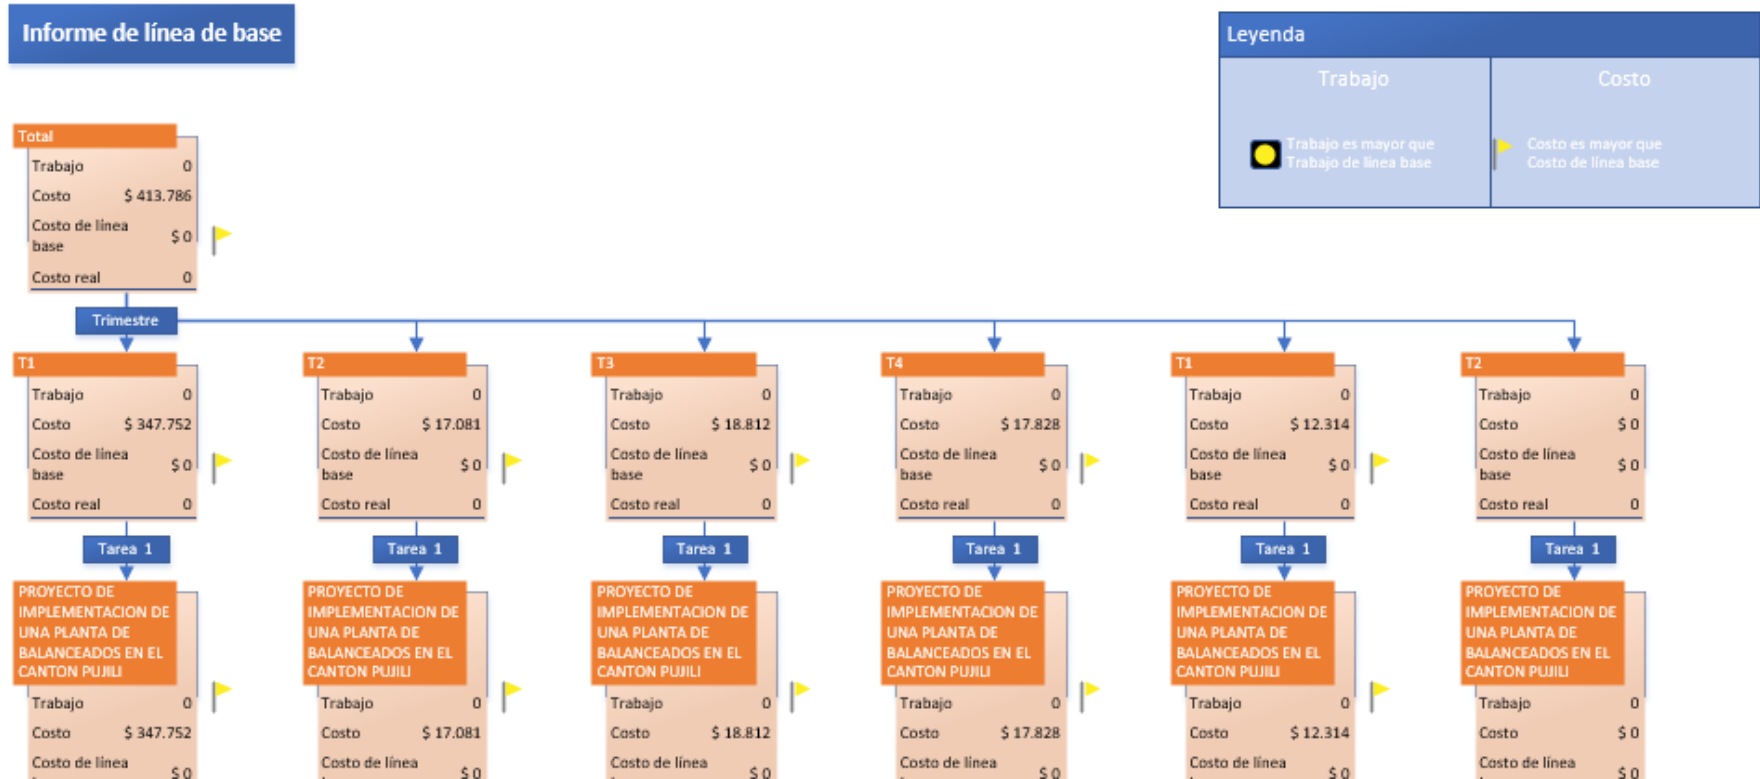 Informe de línea de base
Leyenda
Trabajo
Costo
Trabajo es mayor que
Trabajo de línea base
Costo es mayor que
Costo de línea base
Total
Trabajo 0
Costo $ 413.786
Costo de línea
base $ 0
Costo real 0
Trimestre
T1
Trabajo 0
Costo $ 347.752
Costo de línea
base $ 0
Costo real 0
T2
Trabajo 0
Costo $ 17.081
Costo de línea
base $ 0
Costo real 0
T3
Trabajo 0
Costo $ 18.812
Costo de línea
base $ 0
Costo real 0
T4
Trabajo 0
Costo $ 17.828
Costo de línea
base $ 0
Costo real 0
T1
Trabajo 0
Costo $ 12.314
Costo de línea
base $ 0
Costo real 0
T2
Trabajo 0
Costo $ 0
Costo de línea
base $ 0
Costo real 0
Tarea 1
PROYECTO DE
IMPLEMENTACION DE
UNA PLANTA DE
BALANCEADOS EN EL
CANTON PUJILI
Trabajo 0
Costo $ 347.752
Costo de línea
$ 0
Tarea 1
PROYECTO DE
IMPLEMENTACION DE
UNA PLANTA DE
BALANCEADOS EN EL
CANTON PUJILI
Trabajo 0
Costo $ 17.081
Costo de línea
$ 0
Tarea 1
PROYECTO DE
IMPLEMENTACION DE
UNA PLANTA DE
BALANCEADOS EN EL
CANTON PUJILI
Trabajo 0
Costo $ 18.812
Costo de línea
$ 0
Tarea 1
PROYECTO DE
IMPLEMENTACION DE
UNA PLANTA DE
BALANCEADOS EN EL
CANTON PUJILI
Trabajo 0
Costo $ 17.828
Costo de línea
$ 0
Tarea 1
PROYECTO DE
IMPLEMENTACION DE
UNA PLANTA DE
BALANCEADOS EN EL
CANTON PUJILI
Trabajo 0
Costo $ 12.314
Costo de línea
$ 0
Tarea 1
PROYECTO DE
IMPLEMENTACION DE
UNA PLANTA DE
BALANCEADOS EN EL
CANTON PUJILI
Trabajo 0
Costo $ 0
Costo de línea
$ 0